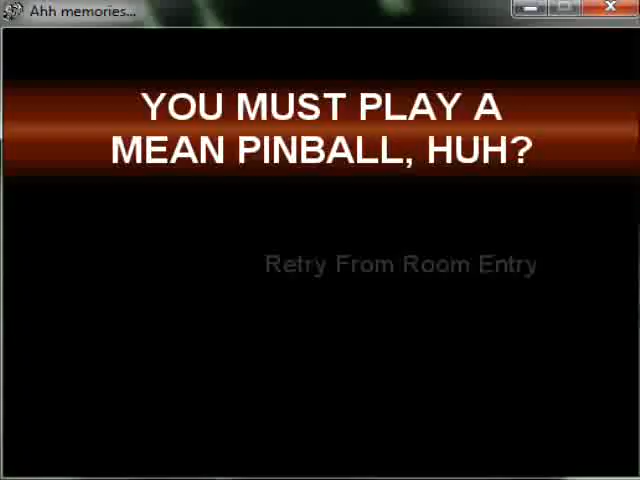 Ahh memories...
YOU MUST PLAY A
MEAN PINBALL, HUH?
Retry From Room Entry